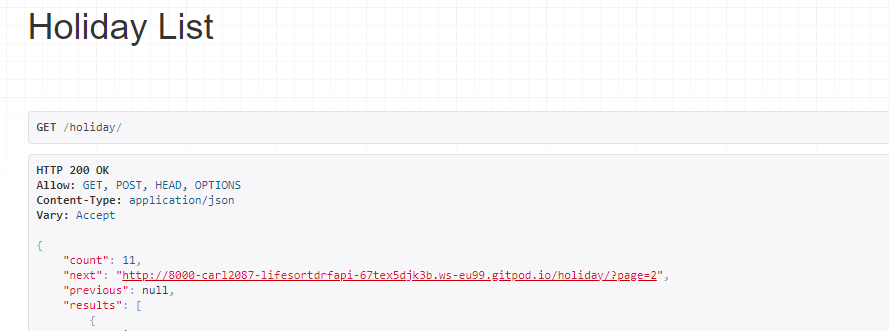 Holiday List
GET /holiday/
HTTP 200 OK
Allow: GET, POST, HEAD, OPTIONS
Content-Type: application/json
Vary: Accept
{
"count": 11,
"next": "http://8000-carl2087-lifesortdrfapi-67tex5djk3b.ws-eu99.gitpod.io/holiday/?page=2",
"previous": null,
"results": [
{